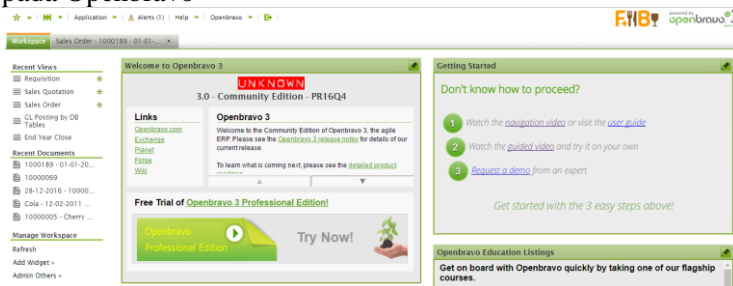 pada Openbravo
Application Alerts (1) | Help | Openbravo
F&B powered by openbravo
Workspace Sales Order - 1000189 - 01-01-... ×
Recent Views
Requisition
Sales Quotation
Sales Order
GL Posting by DB
Tables
End Year Close
Recent Documents
1000189 - 01-01-20...
10000069
28-12-2016 - 10000...
Cola - 12-02-2011 ...
10000005 - Cherry ...
Manage Workspace
Refresh
Add Widget »
Admin Others »
Welcome to Openbravo 3
UNKNOWN
3.0 - Community Edition - PR16Q4
Links
Openbravo.com
Exchange
Planet
Forge
Wiki
Openbravo 3
Welcome to the Community Edition of Openbravo 3, the agile
ERP. Please see the Openbravo 3 release notes for details of our
current release.
To learn what is coming next, please see the detailed product
roadmap.
Free Trial of Openbravo 3 Professional Edition!
Openbravo
Professional Edition
Try Now!
Getting Started
Don't know how to proceed?
1 Watch the navigation video or visit the user guide
2 Watch the guided video and try it on your own
3 Request a demo from an expert
Get started with the 3 easy steps above!
Openbravo Education Listings
Get on board with Openbravo quickly by taking one of our flagship
courses.